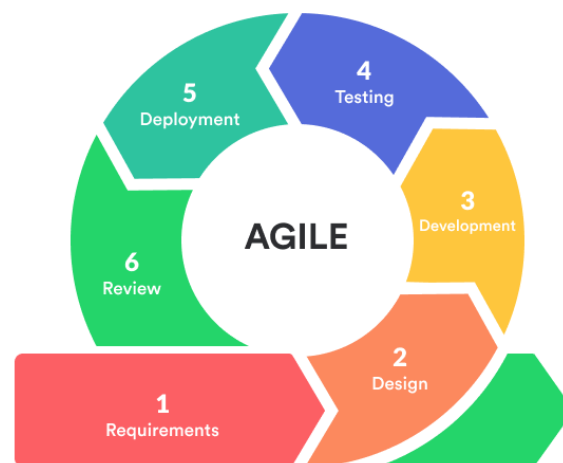 5
Deployment
4
Testing
3
Development
AGILE
6
Review
2
Design
1
Requirements